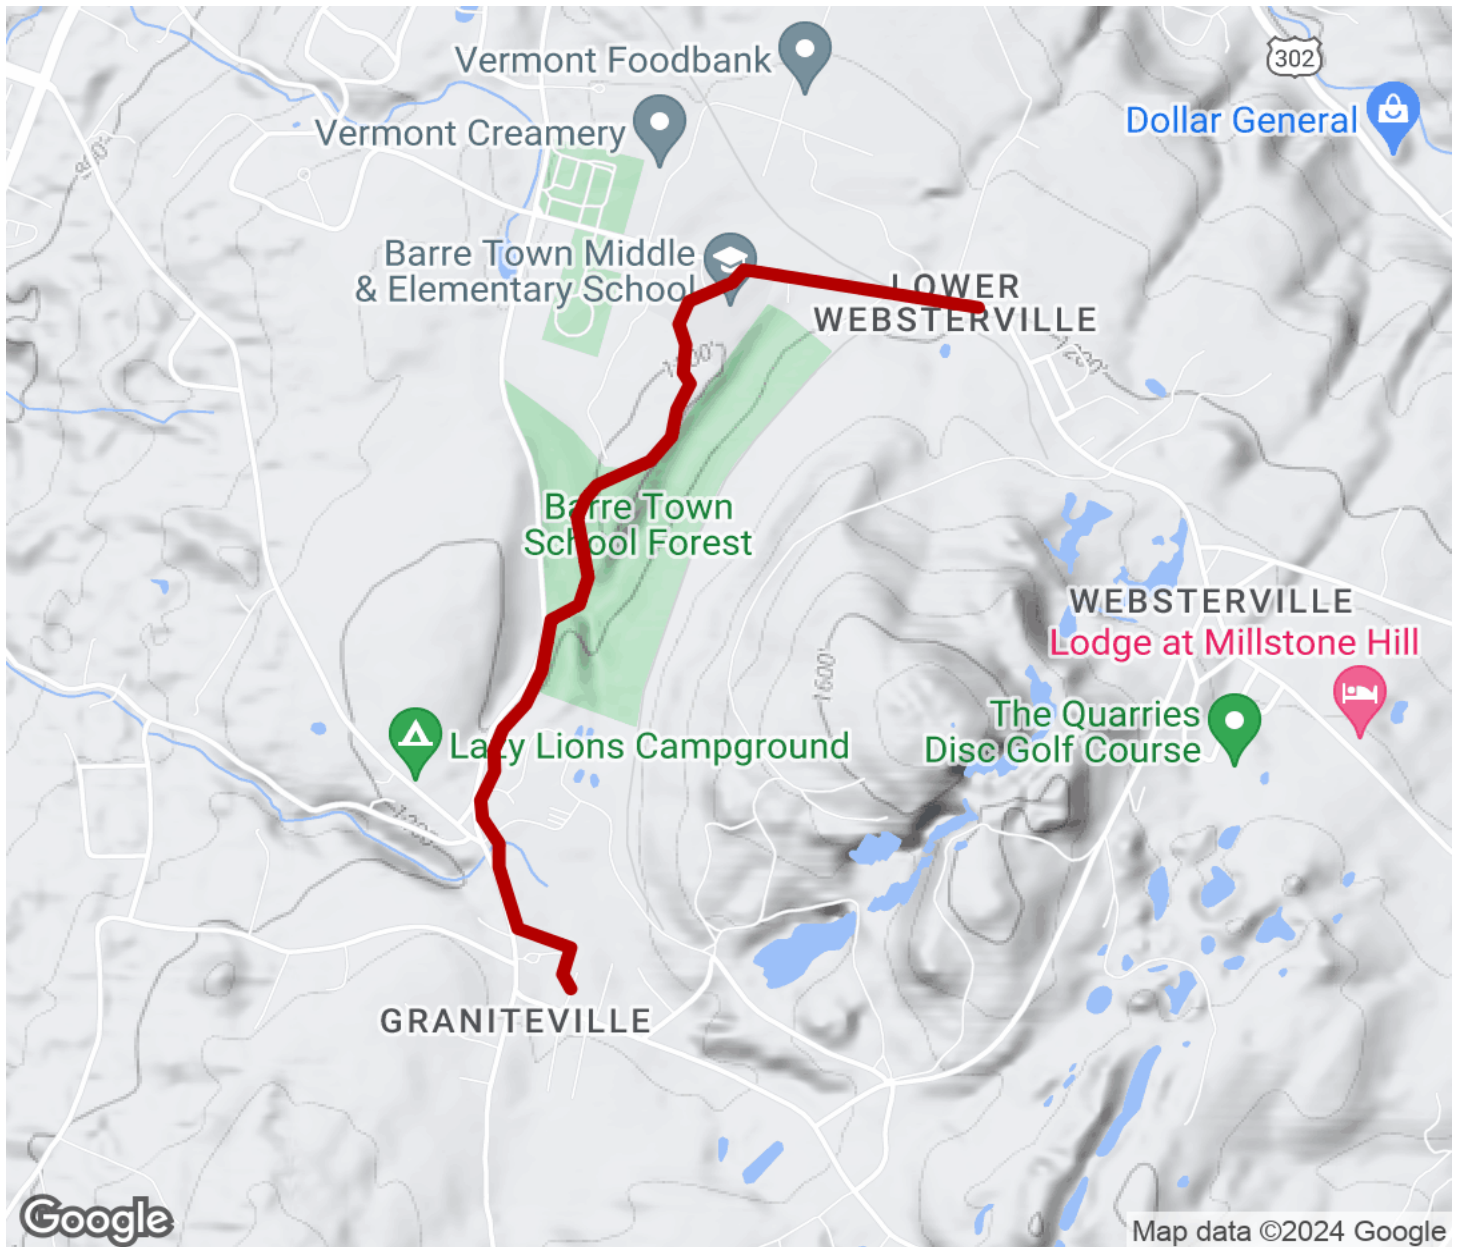 Vermont Foodbank
302
Dollar General
Vermont Creamery
800'
Barre Town Middle
& Elementary School
LOWER
WEBSTERVILLE
1200'
Barre Town
School Forest
WEBSTERVILLE
Lodge at Millstone Hill
1600'
The Quarries
Disc Golf Course
Lazy Lions Campground
GRANITEVILLE
Google
Map data ©2024 Google